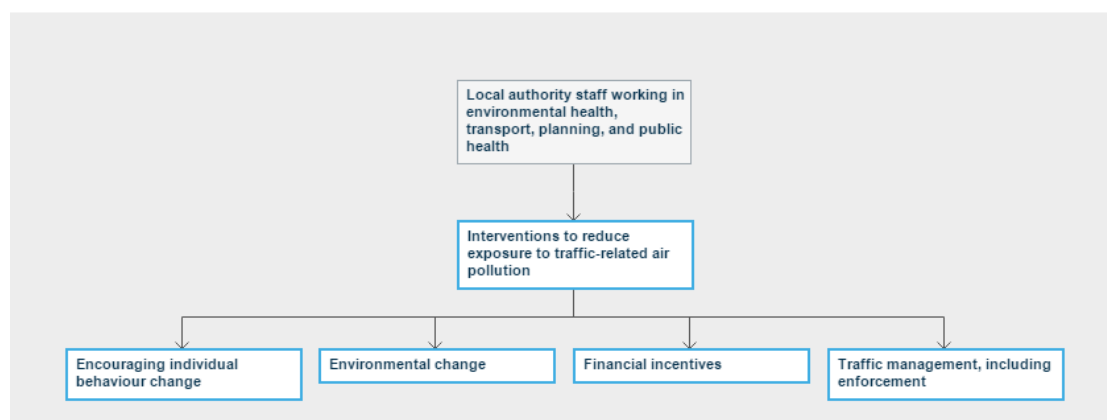 Local authority staff working in
environmental health,
transport, planning, and public
health
Interventions to reduce
exposure to traffic-related air
pollution
Encouraging individual
behaviour change
Environmental change
Financial incentives
Traffic management, including
enforcement